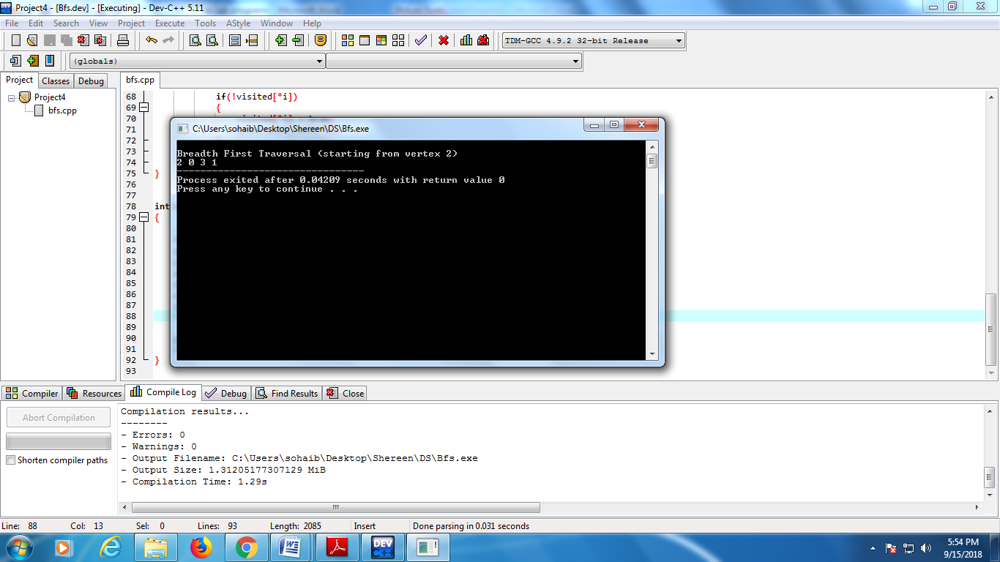 Project4 - [Bfs.dev] - [Executing] - Dev-C++ 5.11
File Edit Search View Project Execute Tools AStyle Window Help
TDM-GCC 4.9.2 32-bit Release
(globals)
Project Classes Debug
bfs.cpp
Project4
bfs.cpp
68 if(!visited[*i])
69 {
70
71
72
73
74
75 }
76
77
78 int
79 {
80
81
82
83
84
85
86
87
88
89
90
91
92 }
93
C:\Users\sohaib\Desktop\Shereen\DS\Bfs.exe
Breadth First Traversal (starting from vertex 2)
2 0 3 1
--------------------------------
Process exited after 0.04209 seconds with return value 0
Press any key to continue . . .
Compiler Resources Compile Log Debug Find Results Close
Abort Compilation
Shorten compiler paths
Compilation results...
--------
- Errors: 0
- Warnings: 0
- Output Filename: C:\Users\sohaib\Desktop\Shereen\DS\Bfs.exe
- Output Size: 1.31205177307129 MiB
- Compilation Time: 1.29s
Line: 88 Col: 13 Sel: 0 Lines: 93 Length: 2085 Insert Done parsing in 0.031 seconds
DEV C++
5:54 PM
9/15/2018